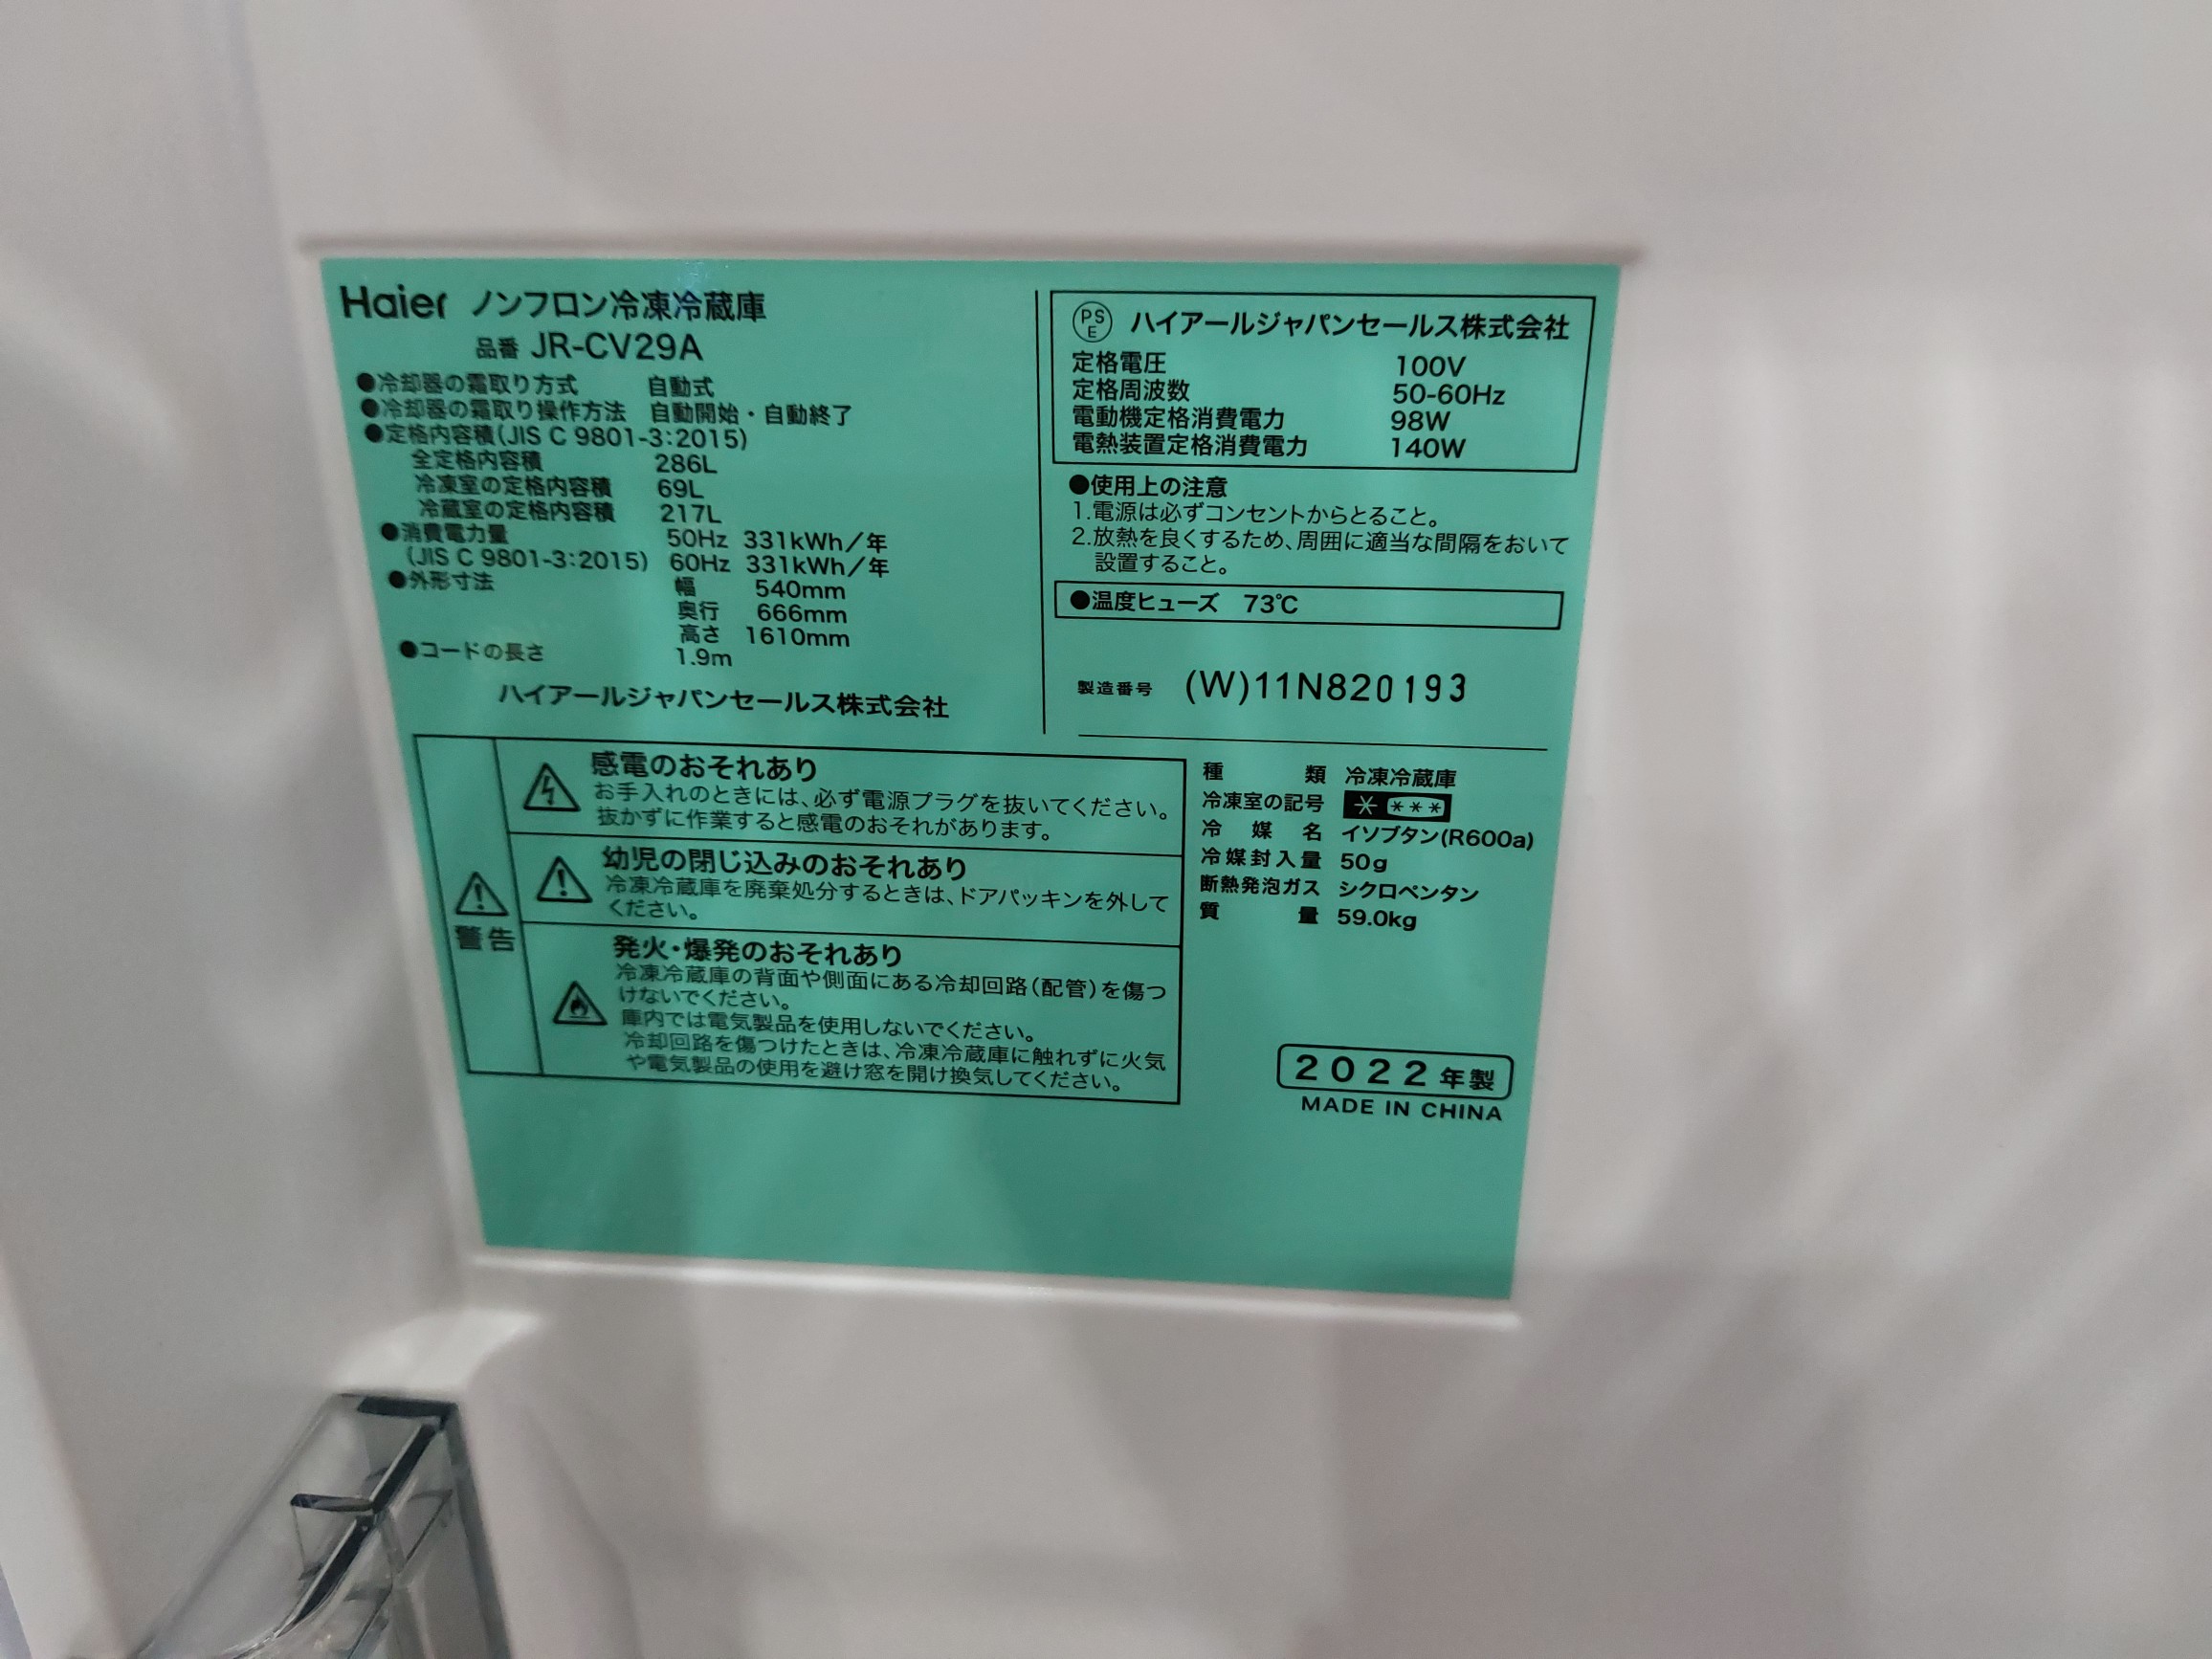 Haier ノンフロン冷凍冷蔵庫
品番 JR-CV29A
●冷却器の霜取り方式 自動式
●冷却器の霜取り操作方法 自動開始・自動終了
●定格内容積(JIS C 9801-3:2015)
全定格内容積 286L
冷凍室の定格内容積 69L
冷蔵室の定格内容積 217L
●消費電力量 50Hz 331kWh/年
(JIS C 9801-3:2015) 60Hz 331kWh/年
●外形寸法 幅 540mm
奥行 666mm
高さ 1610mm
●コードの長さ 1.9m
ハイアールジャパンセールス株式会社
PSE ハイアールジャパンセールス株式会社
定格電圧 100V
定格周波数 50-60Hz
電動機定格消費電力 98W
電熱装置定格消費電力 140W
●使用上の注意
1.電源は必ずコンセントからとること。
2.放熱を良くするため、周囲に適当な間隔をおいて
設置すること。
●温度ヒューズ 73℃
製造番号 (W)11N820193
警告
感電のおそれあり
お手入れのときには、必ず電源プラグを抜いてください。
抜かずに作業すると感電のおそれがあります。
幼児の閉じ込みのおそれあり
冷凍冷蔵庫を廃棄処分するときは、ドアパッキンを外して
ください。
発火・爆発のおそれあり
冷凍冷蔵庫の背面や側面にある冷却回路(配管)を傷つ
けないでください。
庫内では電気製品を使用しないでください。
冷却回路を傷つけたときは、冷凍冷蔵庫に触れずに火気
や電気製品の使用を避け窓を開け換気してください。
種類 冷凍冷蔵庫
冷凍室の記号 * ***
冷媒名 イソブタン(R600a)
冷媒封入量 50g
断熱発泡ガス シクロペンタン
質量 59.0kg
2022年製
MADE IN CHINA